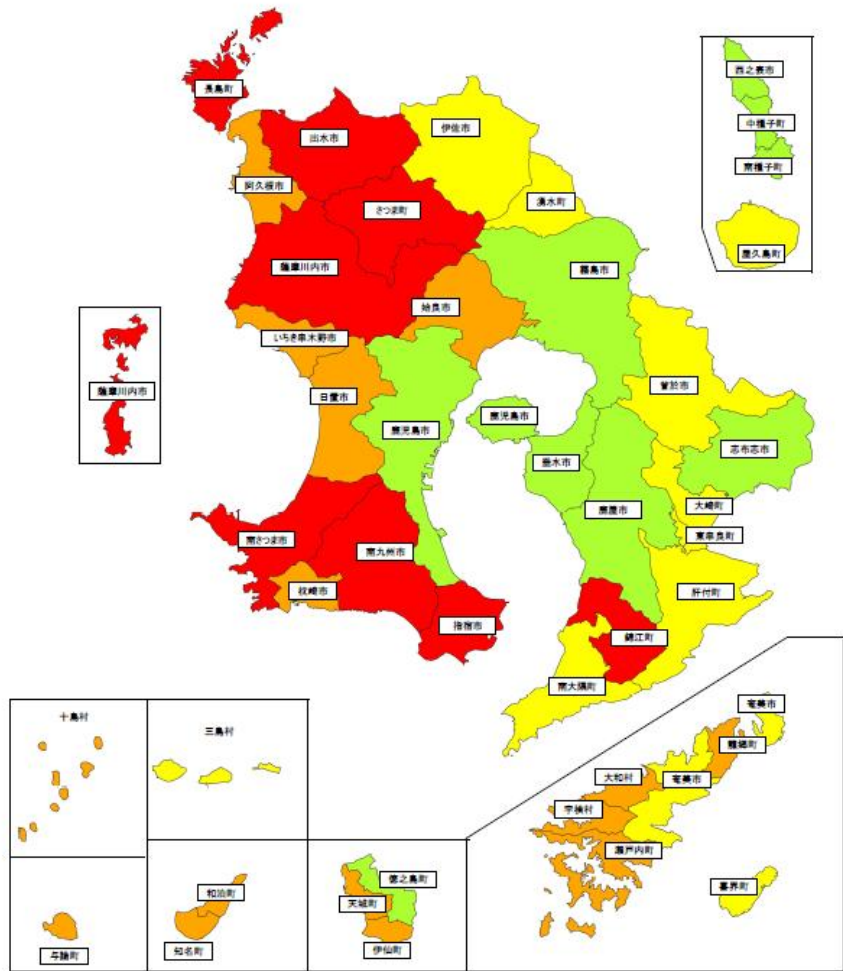 長島町
西之表市
出水市
伊佐市
中種子町
南種子町
阿久根市
さつま町
湧水町
屋久島町
薩摩川内市
霧島市
姶良市
いちき串木野市
薩摩川内市
日置市
曽於市
鹿児島市
鹿児島市
志布志市
垂水市
大崎町
鹿屋市
東串良町
南さつま市
南九州市
枕崎市
肝付町
指宿市
錦江町
南大隅町
十島村
三島村
奄美市
龍郷町
大和村
奄美市
宇検村
瀬戸内町
喜界町
和泊町
徳之島町
天城町
与論町
知名町
伊仙町